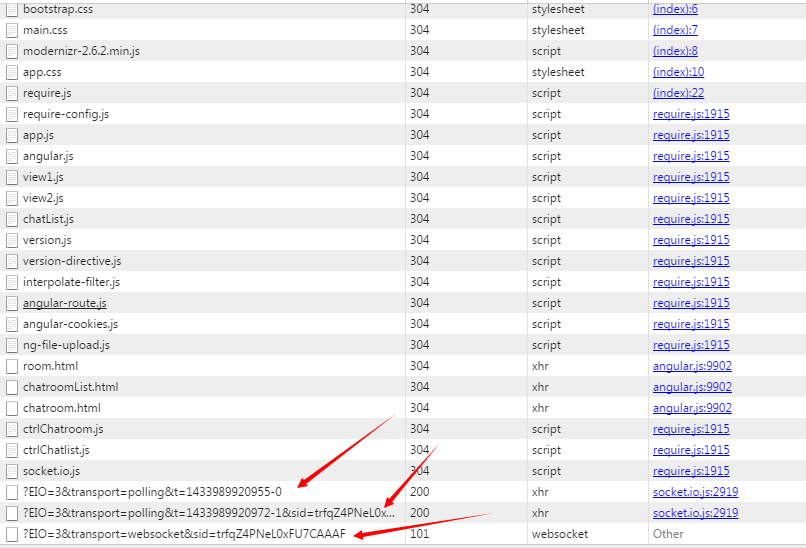 bootstrap.css 304 stylesheet (index):6
main.css 304 stylesheet (index):7
modernizr-2.6.2.min.js 304 script (index):8
app.css 304 stylesheet (index):10
require.js 304 script (index):22
require-config.js 304 script require.js:1915
app.js 304 script require.js:1915
angular.js 304 script require.js:1915
view1.js 304 script require.js:1915
view2.js 304 script require.js:1915
chatList.js 304 script require.js:1915
version.js 304 script require.js:1915
version-directive.js 304 script require.js:1915
interpolate-filter.js 304 script require.js:1915
angular-route.js 304 script require.js:1915
angular-cookies.js 304 script require.js:1915
ng-file-upload.js 304 script require.js:1915
room.html 304 xhr angular.js:9902
chatroomList.html 304 xhr angular.js:9902
chatroom.html 304 xhr angular.js:9902
ctrlChatroom.js 304 script require.js:1915
ctrlChatlist.js 304 script require.js:1915
socket.io.js 304 script require.js:1915
?EIO=3&transport=polling&t=1433989920955-0 200 xhr socket.io.js:2919
?EIO=3&transport=polling&t=1433989920972-1&sid=trfqZ4PNeL0x... 200 xhr socket.io.js:2919
?EIO=3&transport=websocket&sid=trfqZ4PNeL0xFU7CAAAF 101 websocket Other